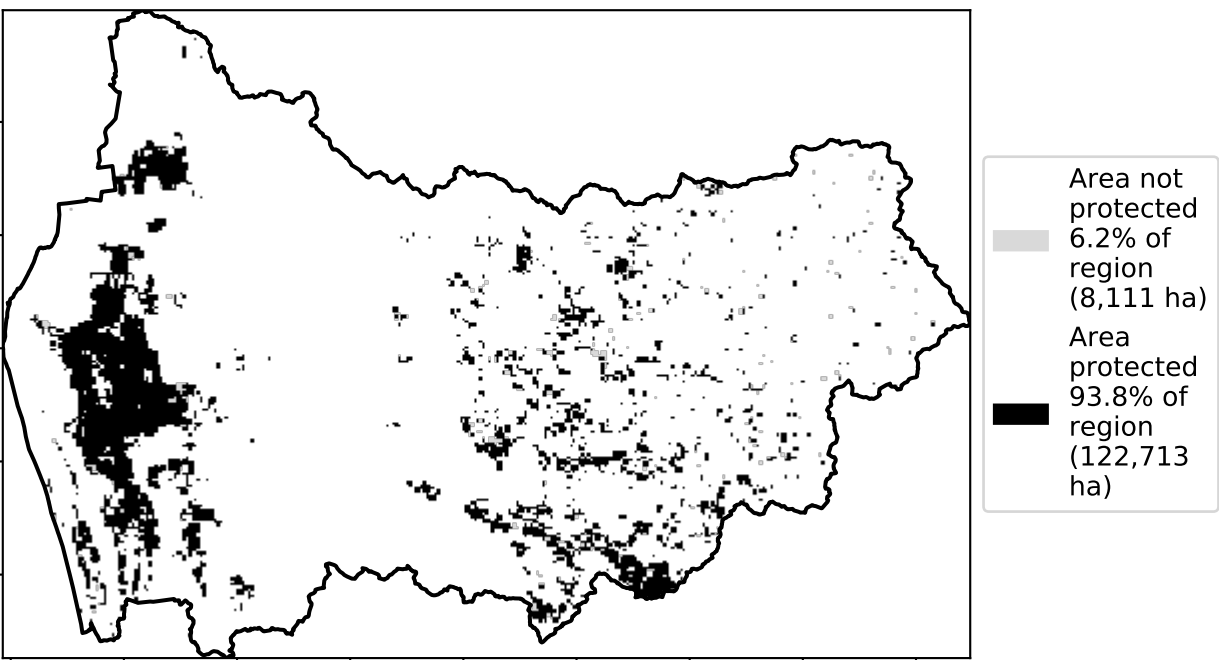 Area not
protected
6.2% of
region
(8,111 ha)
Area
protected
93.8% of
region
(122,713
ha)